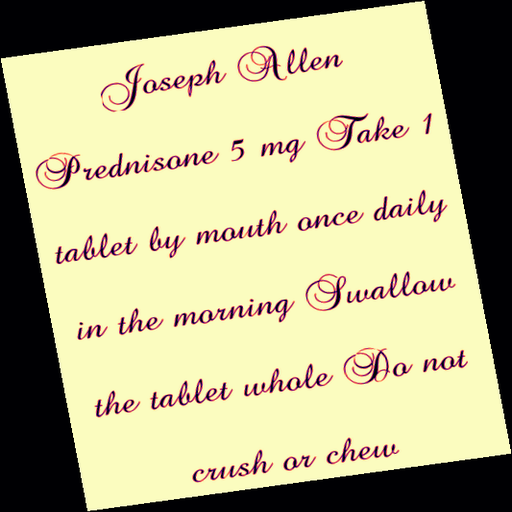 Joseph Allen
Prednisone 5 mg Take 1
tablet by mouth once daily
in the morning Swallow
the tablet whole Do not
crush or chew